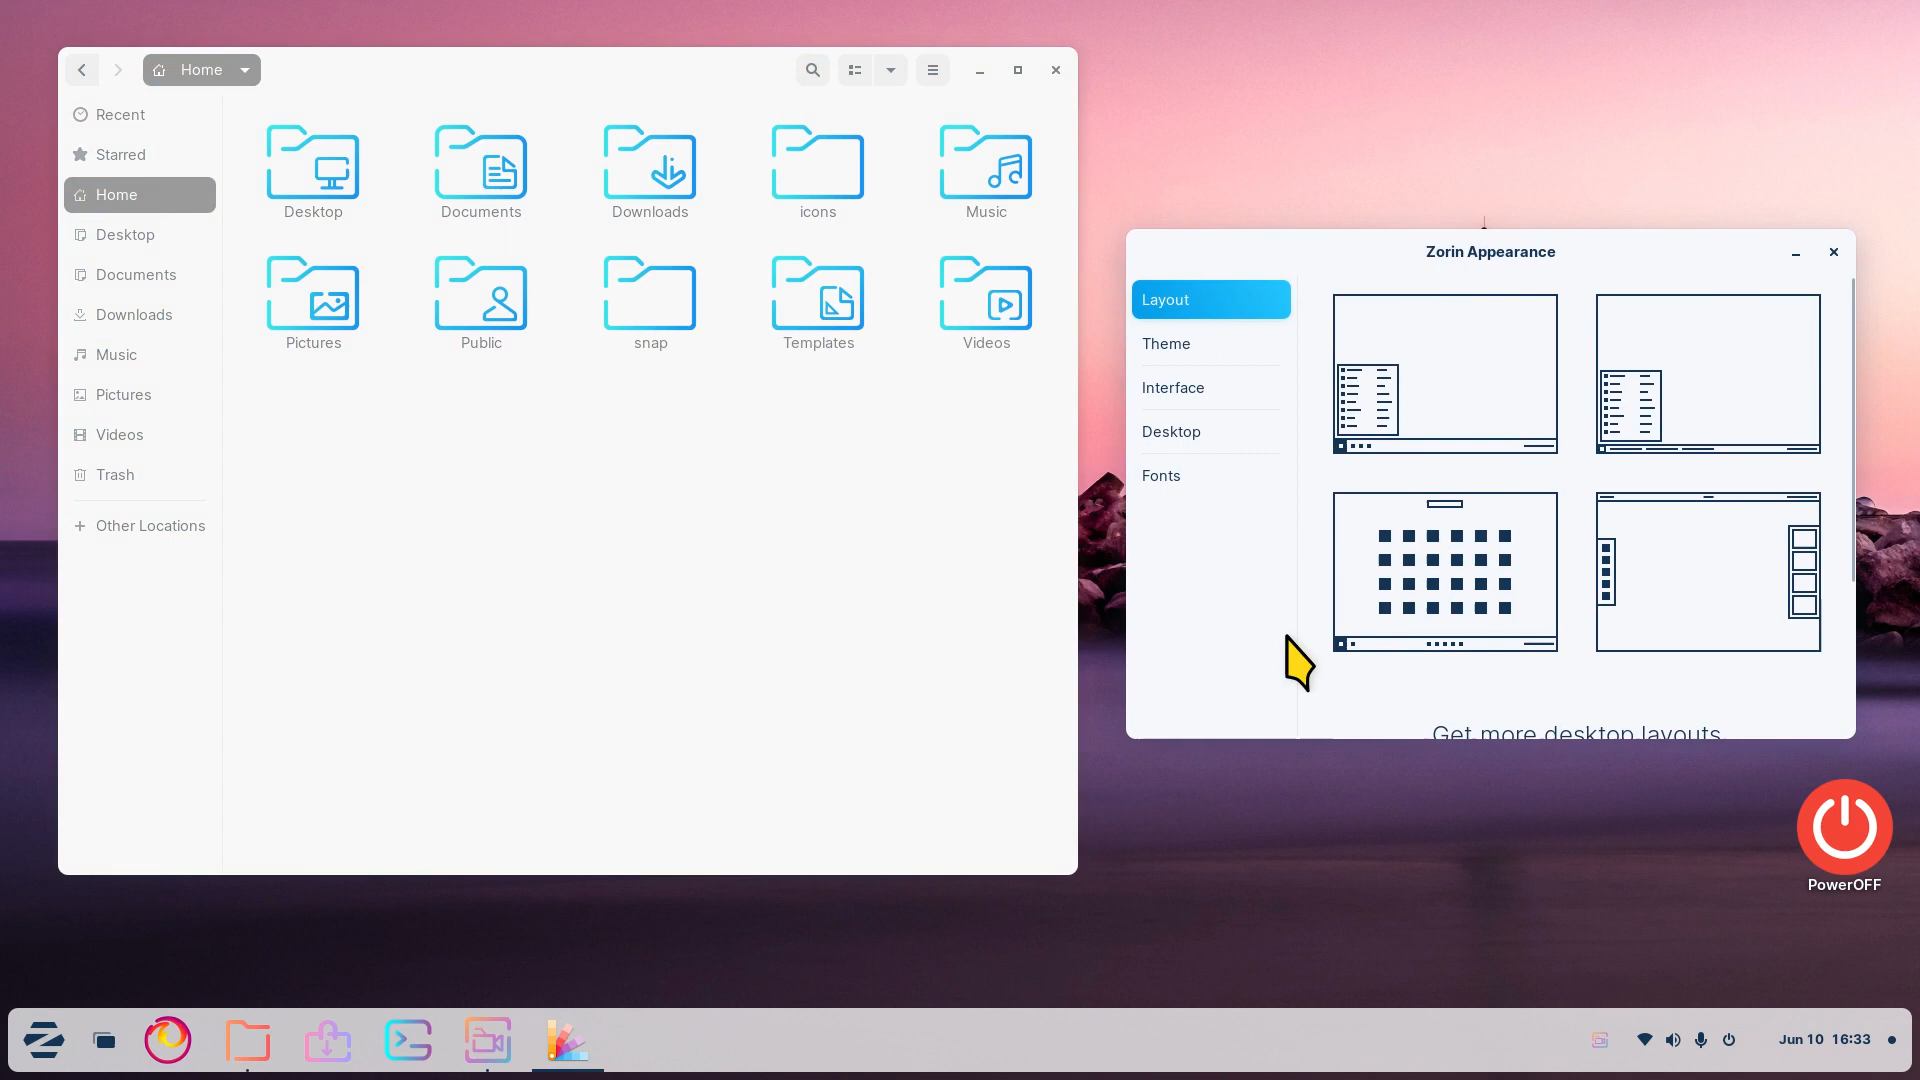 Home
Recent
Starred
Home
Desktop
Documents
Downloads
Music
Pictures
Videos
Trash
Other Locations
Desktop
Documents
Downloads
icons
Music
Pictures
Public
snap
Templates
Videos
Zorin Appearance
Layout
Theme
Interface
Desktop
Fonts
Get more desktop layouts
PowerOFF
Jun 10 16:33